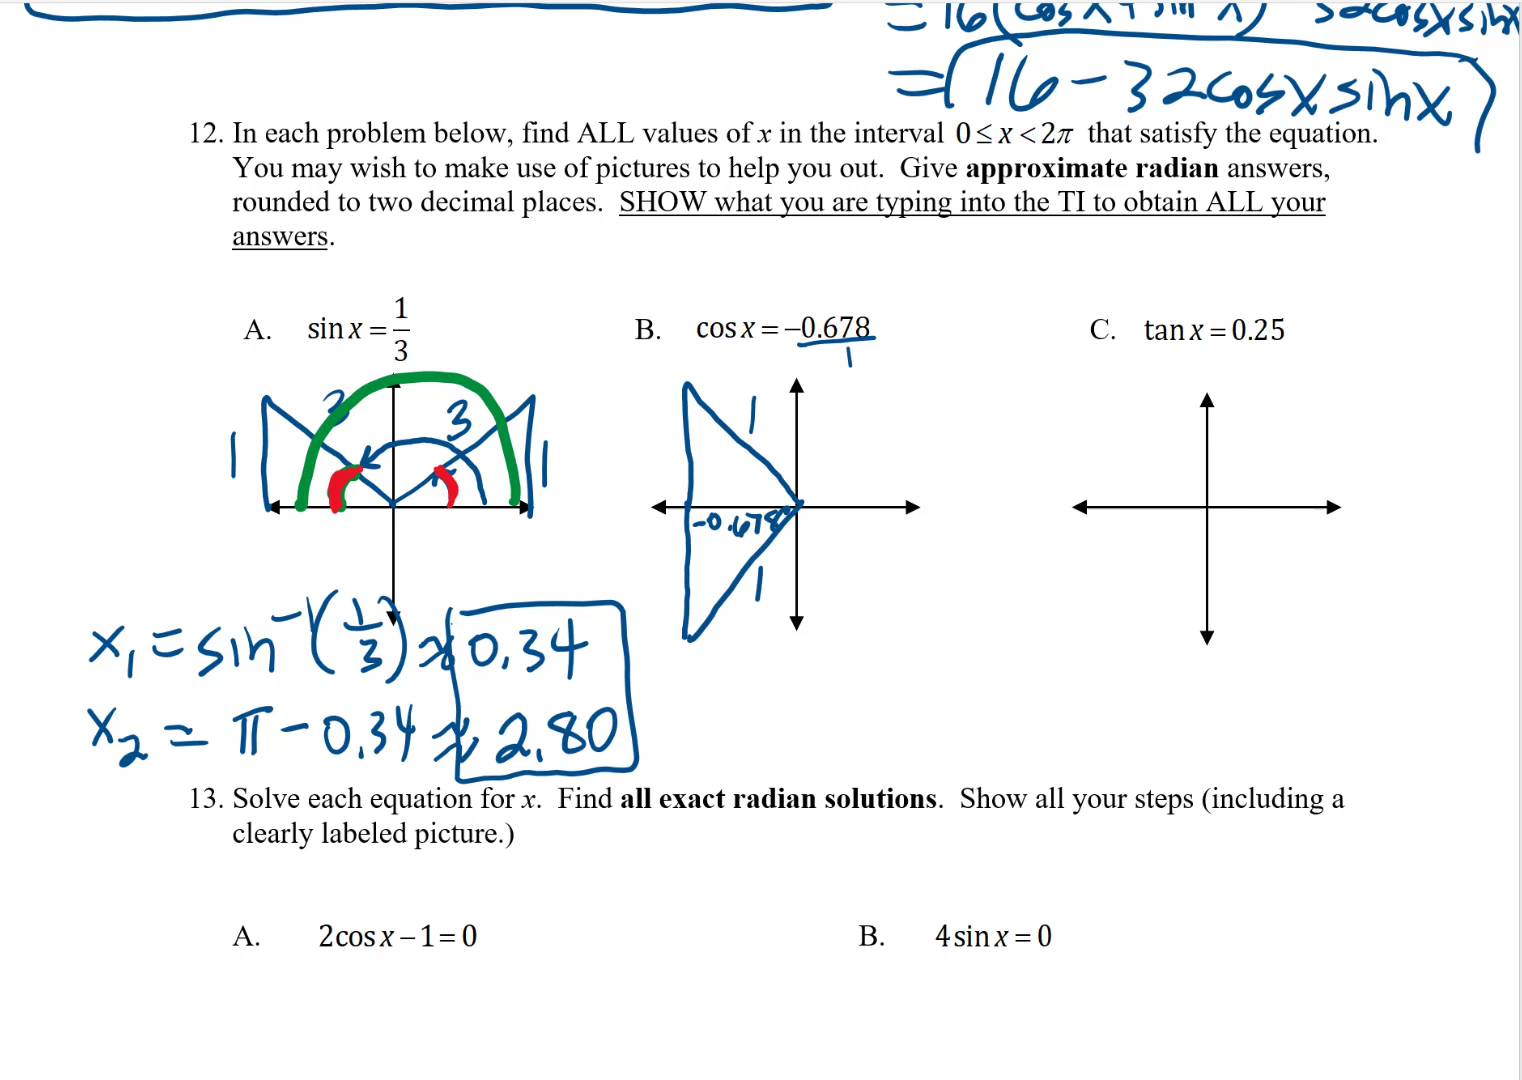 = 16(cos x + sin x) 32cosxsinx
= 16 - 32cosxsinx
12. In each problem below, find ALL values of x in the interval 0 ≤ x < 2π that satisfy the equation.
You may wish to make use of pictures to help you out. Give approximate radian answers,
rounded to two decimal places. SHOW what you are typing into the TI to obtain ALL your
answers.
A. sin x = 1/3
B. cos x = -0.678
1
C. tan x = 0.25
1 3 3 1
1
-0.678
1
x₁ = sin⁻¹(1/3) ≈ 0.34
x₂ = π - 0.34 ≈ 2.80
13. Solve each equation for x. Find all exact radian solutions. Show all your steps (including a
clearly labeled picture.)
A. 2cos x - 1 = 0
B. 4sin x = 0